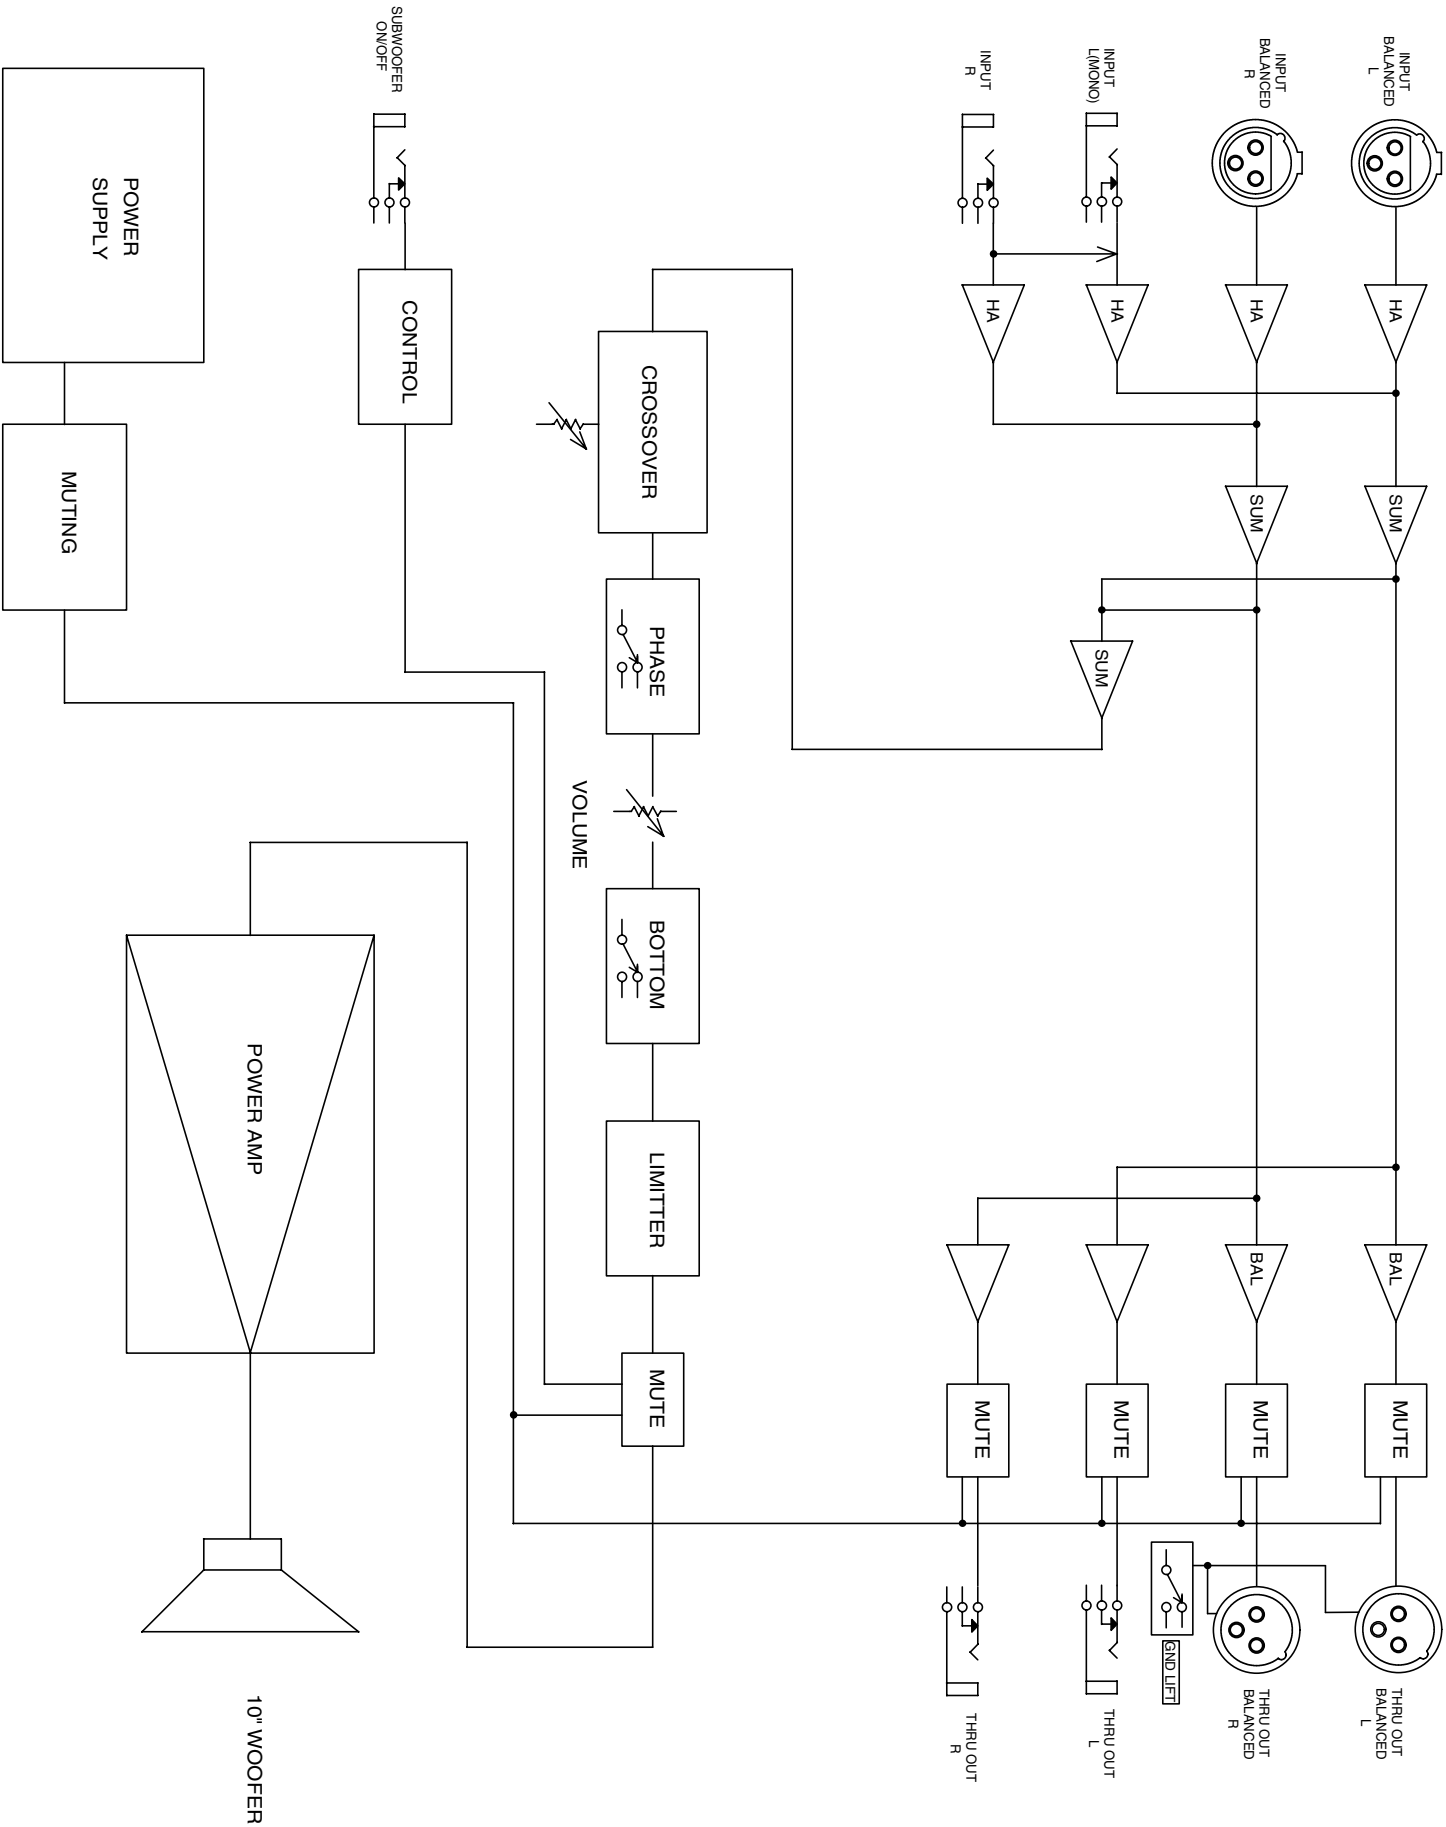 INPUT
BALANCED
L
HA
SUM
BAL
MUTE
THRU OUT
BALANCED
L
INPUT
BALANCED
R
HA
SUM
BAL
MUTE
THRU OUT
BALANCED
R
GND LIFT
INPUT
L(MONO)
HA
SUM
MUTE
THRU OUT
L
INPUT
R
HA
MUTE
THRU OUT
R
CROSSOVER
PHASE
VOLUME
BOTTOM
LIMITTER
MUTE
SUBWOOFER
ON/OFF
CONTROL
POWER
SUPPLY
MUTING
POWER AMP
10" WOOFER